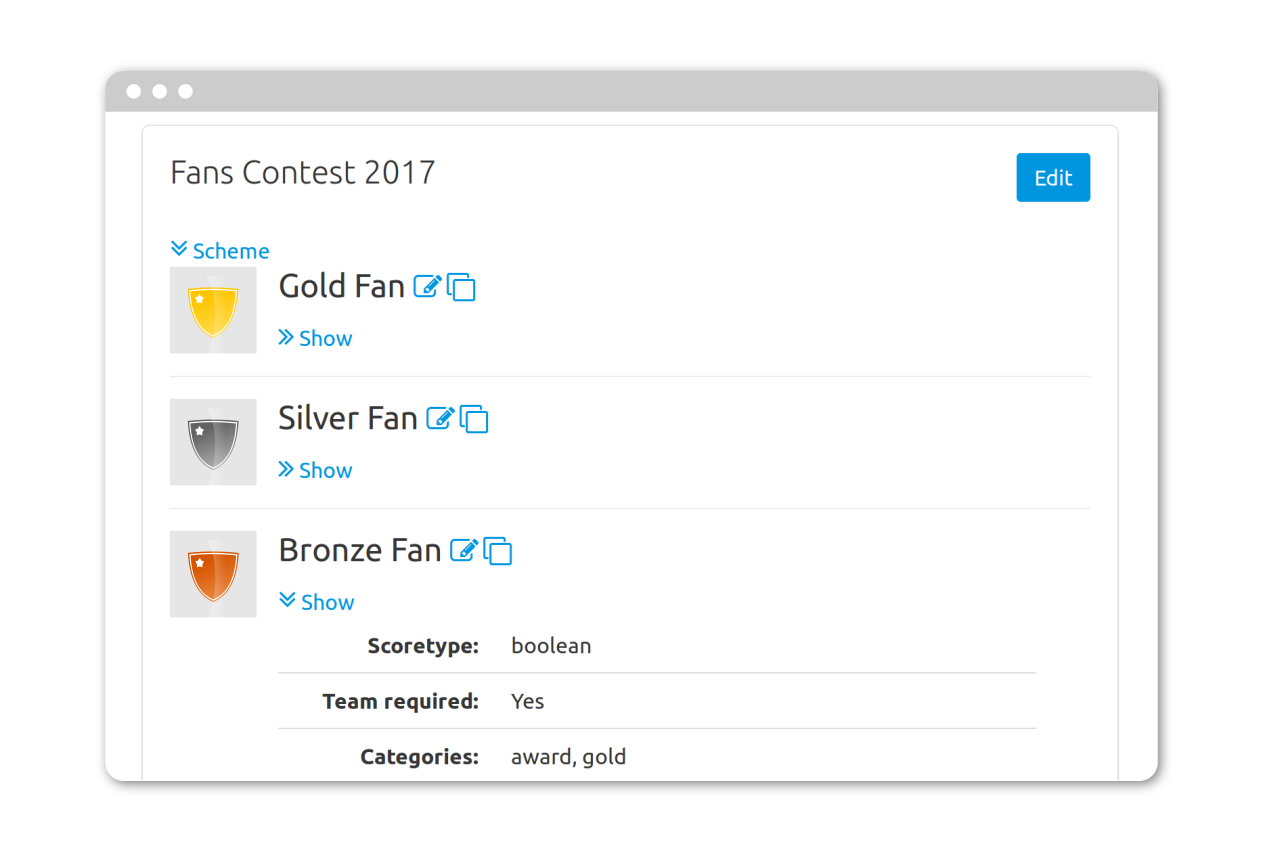 Fans Contest 2017
Edit
Scheme
Gold Fan
Show
Silver Fan
Show
Bronze Fan
Show
Scoretype: boolean
Team required: Yes
Categories: award, gold